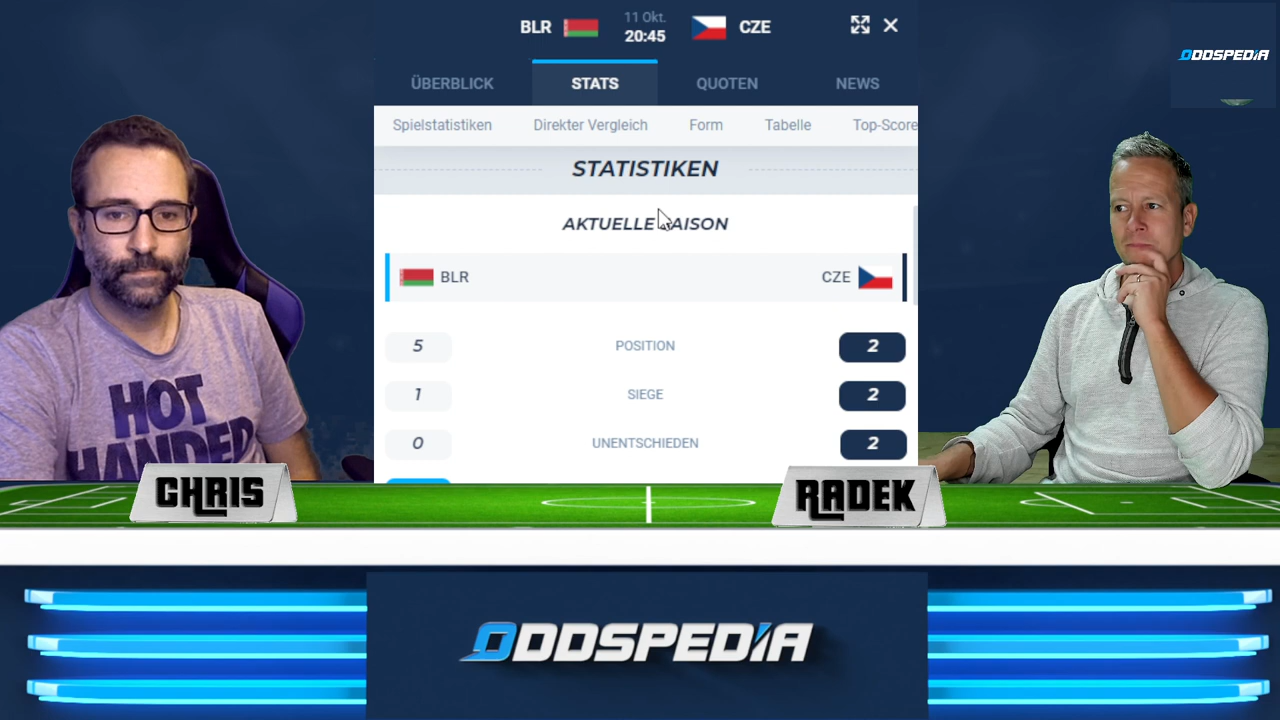 BLR
11 Okt.
20:45
CZE
ODDSPEDIA
ÜBERBLICK STATS QUOTEN NEWS
Spielstatistiken Direkter Vergleich Form Tabelle Top-Score
STATISTIKEN
AKTUELLE SAISON
BLR CZE
5 POSITION 2
1 SIEGE 2
0 UNENTSCHIEDEN 2
HOT
HANDED
CHRIS
RADEK
ODDSPEDIA